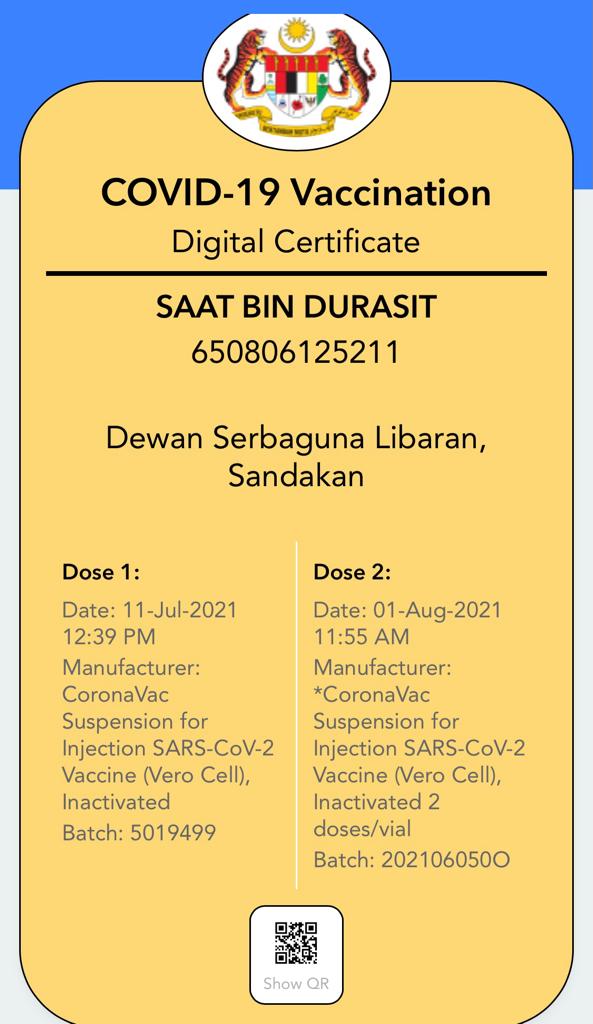 COVID-19 Vaccination
Digital Certificate
SAAT BIN DURASIT
650806125211
Dewan Serbaguna Libaran,
Sandakan
Dose 1:
Date: 11-Jul-2021
12:39 PM
Manufacturer:
CoronaVac
Suspension for
Injection SARS-CoV-2
Vaccine (Vero Cell),
Inactivated
Batch: 5019499
Dose 2:
Date: 01-Aug-2021
11:55 AM
Manufacturer:
*CoronaVac
Suspension for
Injection SARS-CoV-2
Vaccine (Vero Cell),
Inactivated 2
doses/vial
Batch: 202106050O
Show QR